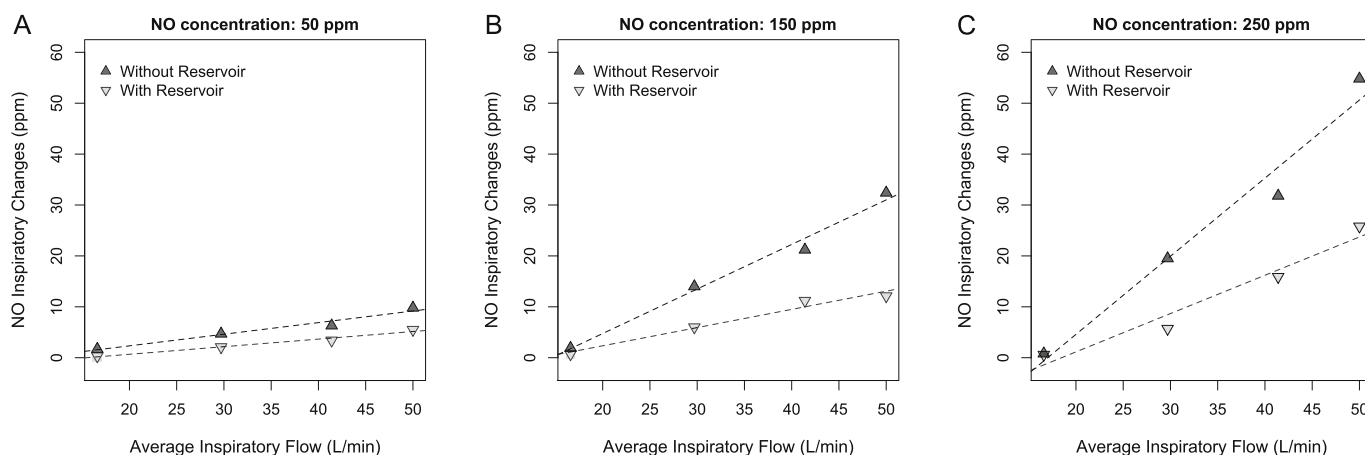 A
NO concentration: 50 ppm
NO Inspiratory Changes (ppm)
60
50
40
30
20
10
0
Without Reservoir
With Reservoir
20 25 30 35 40 45 50
Average Inspiratory Flow (L/min)
B
NO concentration: 150 ppm
NO Inspiratory Changes (ppm)
60
50
40
30
20
10
0
Without Reservoir
With Reservoir
20 25 30 35 40 45 50
Average Inspiratory Flow (L/min)
C
NO concentration: 250 ppm
NO Inspiratory Changes (ppm)
60
50
40
30
20
10
0
Without Reservoir
With Reservoir
20 25 30 35 40 45 50
Average Inspiratory Flow (L/min)